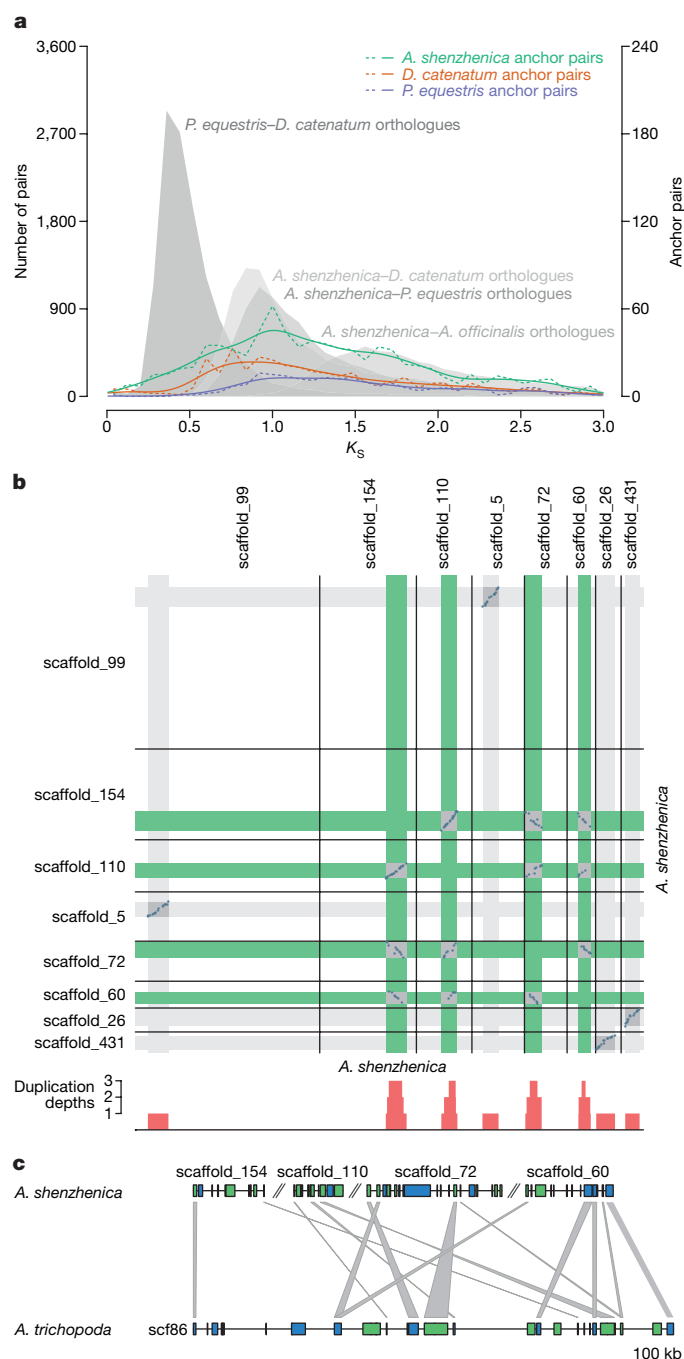 a
3,600
2,700
1,800
900
0
Number of pairs
240
180
120
60
0
Anchor pairs
A. shenzhenica anchor pairs
D. catenatum anchor pairs
P. equestris anchor pairs
P. equestris–D. catenatum orthologues
A. shenzhenica–D. catenatum orthologues
A. shenzhenica–P. equestris orthologues
A. shenzhenica–A. officinalis orthologues
0 0.5 1.0 1.5 2.0 2.5 3.0
KS
b
scaffold_99
scaffold_154
scaffold_110
scaffold_5
scaffold_72
scaffold_60
scaffold_26
scaffold_431
scaffold_99
scaffold_154
scaffold_110
scaffold_5
scaffold_72
scaffold_60
scaffold_26
scaffold_431
A. shenzhenica
A. shenzhenica
Duplication
depths
3
2
1
c
scaffold_154 scaffold_110 scaffold_72 scaffold_60
A. shenzhenica
A. trichopoda scf86
100 kb